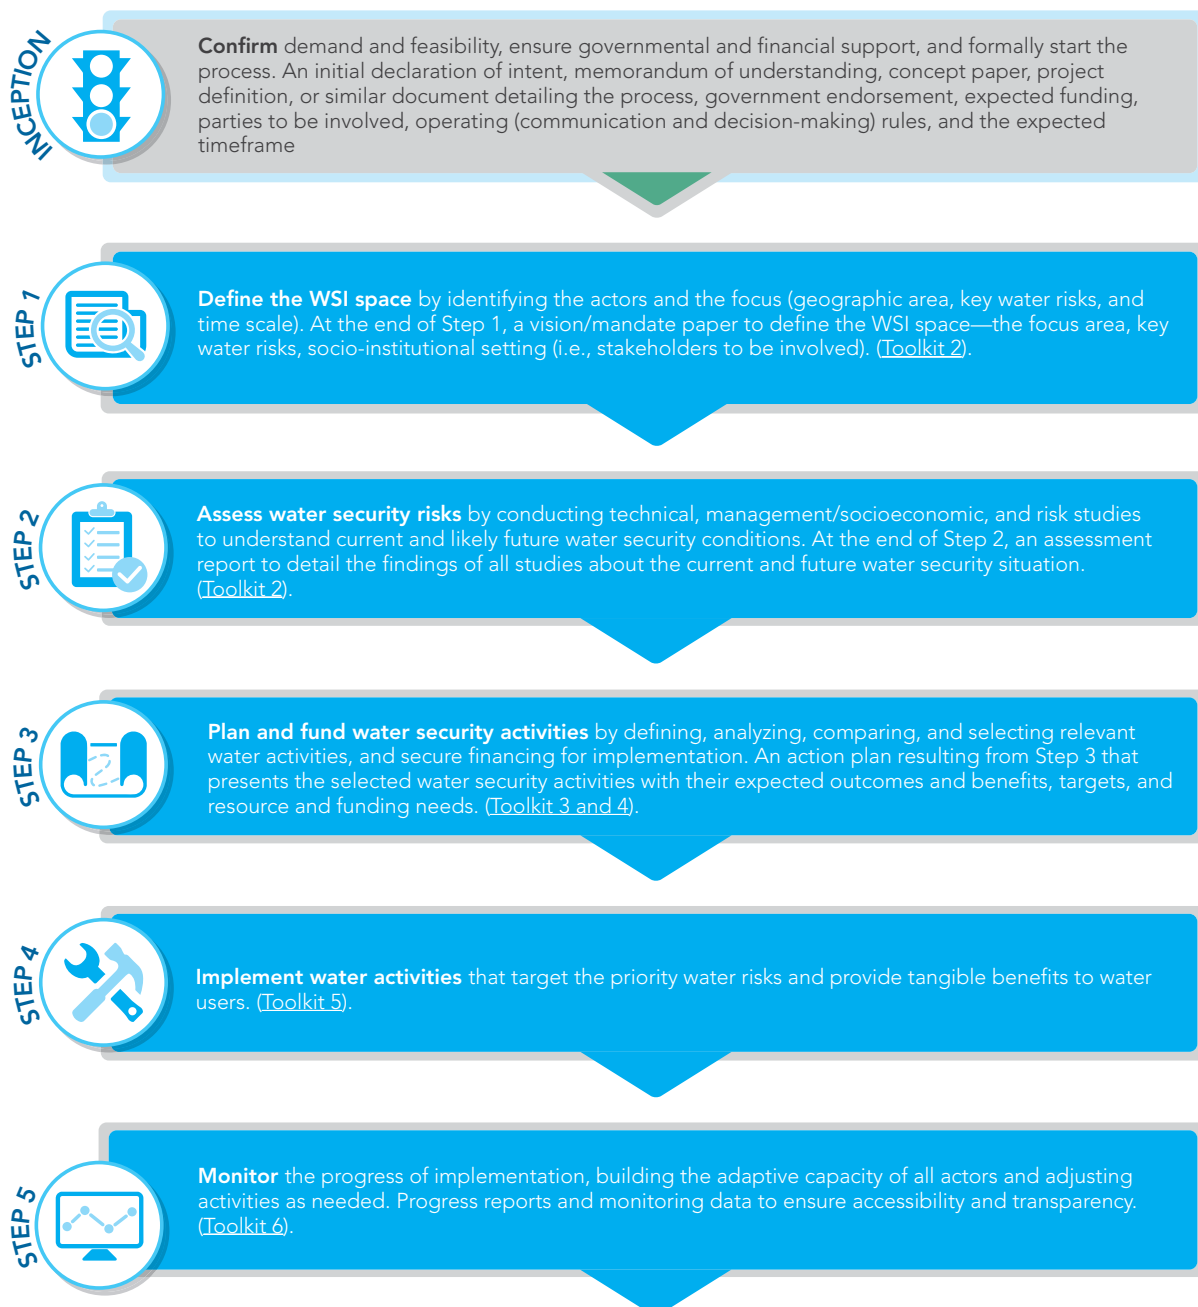 INCEPTION
Confirm demand and feasibility, ensure governmental and financial support, and formally start the
process. An initial declaration of intent, memorandum of understanding, concept paper, project
definition, or similar document detailing the process, government endorsement, expected funding,
parties to be involved, operating (communication and decision-making) rules, and the expected
timeframe
STEP 1
Define the WSI space by identifying the actors and the focus (geographic area, key water risks, and
time scale). At the end of Step 1, a vision/mandate paper to define the WSI space—the focus area, key
water risks, socio-institutional setting (i.e., stakeholders to be involved). (Toolkit 2).
STEP 2
Assess water security risks by conducting technical, management/socioeconomic, and risk studies
to understand current and likely future water security conditions. At the end of Step 2, an assessment
report to detail the findings of all studies about the current and future water security situation.
(Toolkit 2).
STEP 3
Plan and fund water security activities by defining, analyzing, comparing, and selecting relevant
water activities, and secure financing for implementation. An action plan resulting from Step 3 that
presents the selected water security activities with their expected outcomes and benefits, targets, and
resource and funding needs. (Toolkit 3 and 4).
STEP 4
Implement water activities that target the priority water risks and provide tangible benefits to water
users. (Toolkit 5).
STEP 5
Monitor the progress of implementation, building the adaptive capacity of all actors and adjusting
activities as needed. Progress reports and monitoring data to ensure accessibility and transparency.
(Toolkit 6).